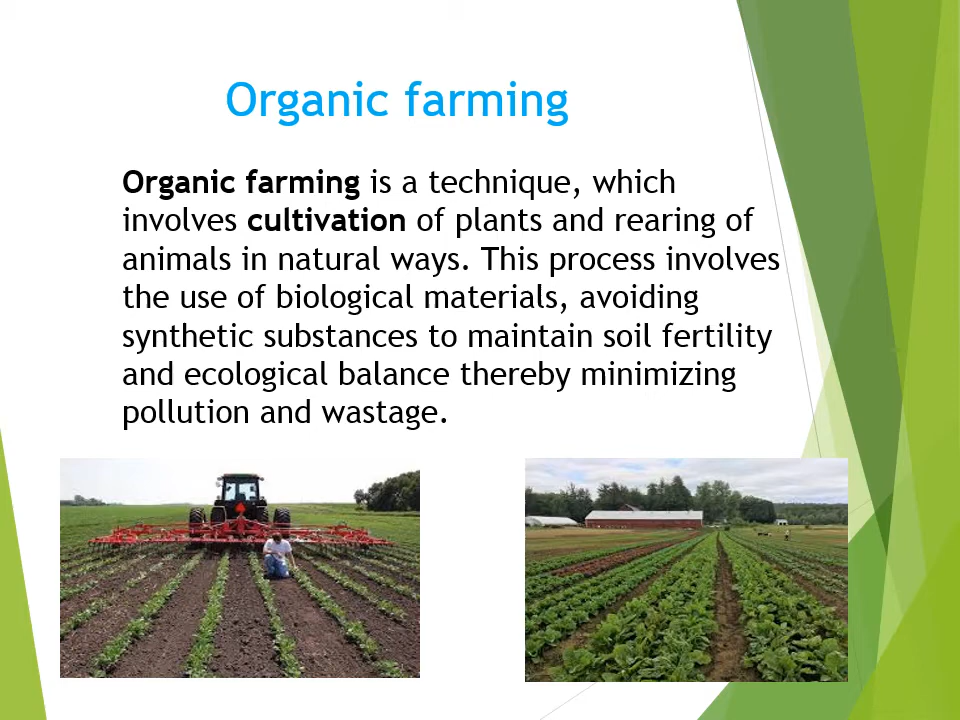 Organic farming
Organic farming is a technique, which
involves cultivation of plants and rearing of
animals in natural ways. This process involves
the use of biological materials, avoiding
synthetic substances to maintain soil fertility
and ecological balance thereby minimizing
pollution and wastage.